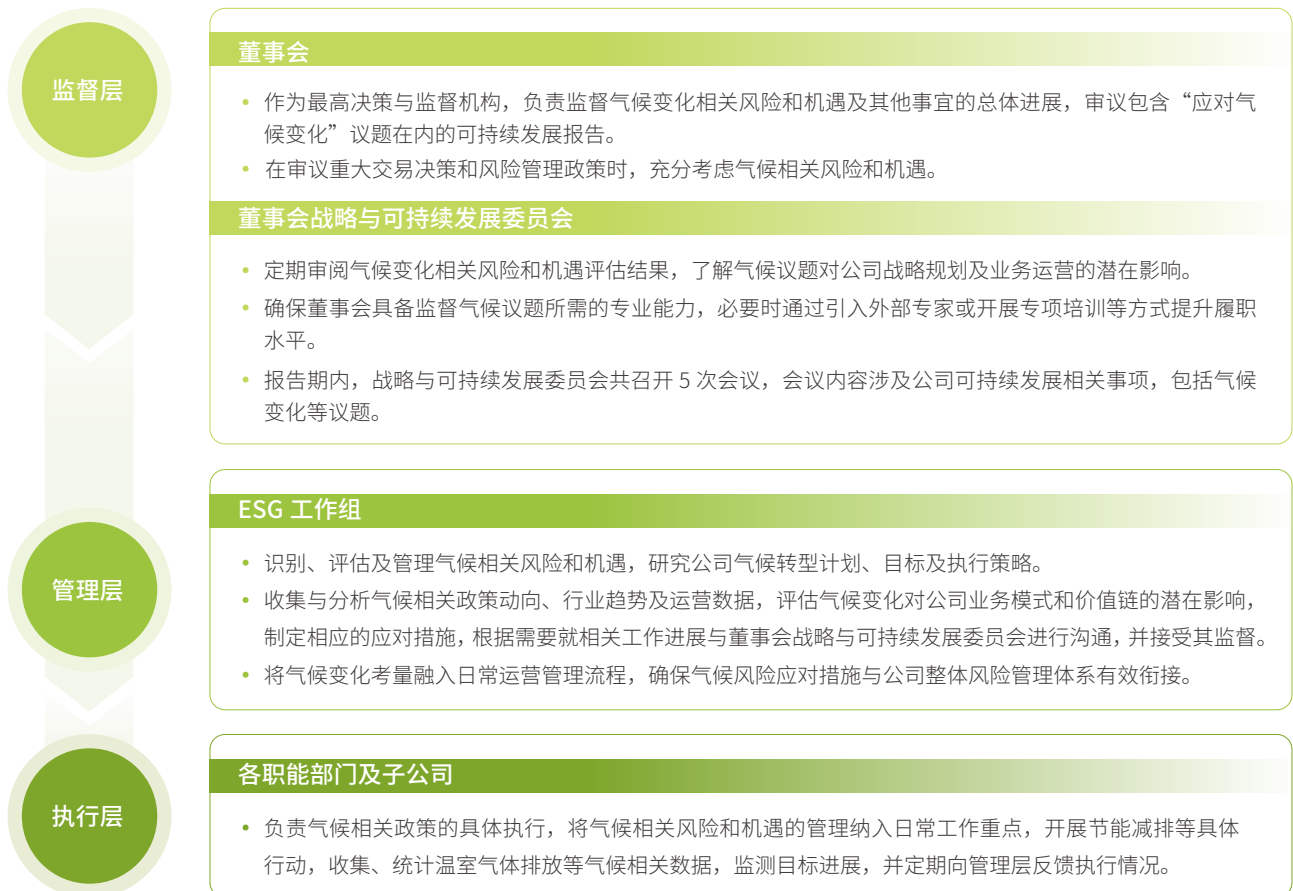 监督层
董事会
• 作为最高决策与监督机构，负责监督气候变化相关风险和机遇及其他事宜的总体进展，审议包含“应对气
候变化”议题在内的可持续发展报告。
• 在审议重大交易决策和风险管理政策时，充分考虑气候相关风险和机遇。
董事会战略与可持续发展委员会
• 定期审阅气候变化相关风险和机遇评估结果，了解气候议题对公司战略规划及业务运营的潜在影响。
• 确保董事会具备监督气候议题所需的专业能力，必要时通过引入外部专家或开展专项培训等方式提升履职
水平。
• 报告期内，战略与可持续发展委员会共召开 5 次会议，会议内容涉及公司可持续发展相关事项，包括气候
变化等议题。
管理层
ESG 工作组
• 识别、评估及管理气候相关风险和机遇，研究公司气候转型计划、目标及执行策略。
• 收集与分析气候相关政策动向、行业趋势及运营数据，评估气候变化对公司业务模式和价值链的潜在影响，
制定相应的应对措施，根据需要就相关工作进展与董事会战略与可持续发展委员会进行沟通，并接受其监督。
• 将气候变化考量融入日常运营管理流程，确保气候风险应对措施与公司整体风险管理体系有效衔接。
执行层
各职能部门及子公司
• 负责气候相关政策的具体执行，将气候相关风险和机遇的管理纳入日常工作重点，开展节能减排等具体
行动，收集、统计温室气体排放等气候相关数据，监测目标进展，并定期向管理层反馈执行情况。